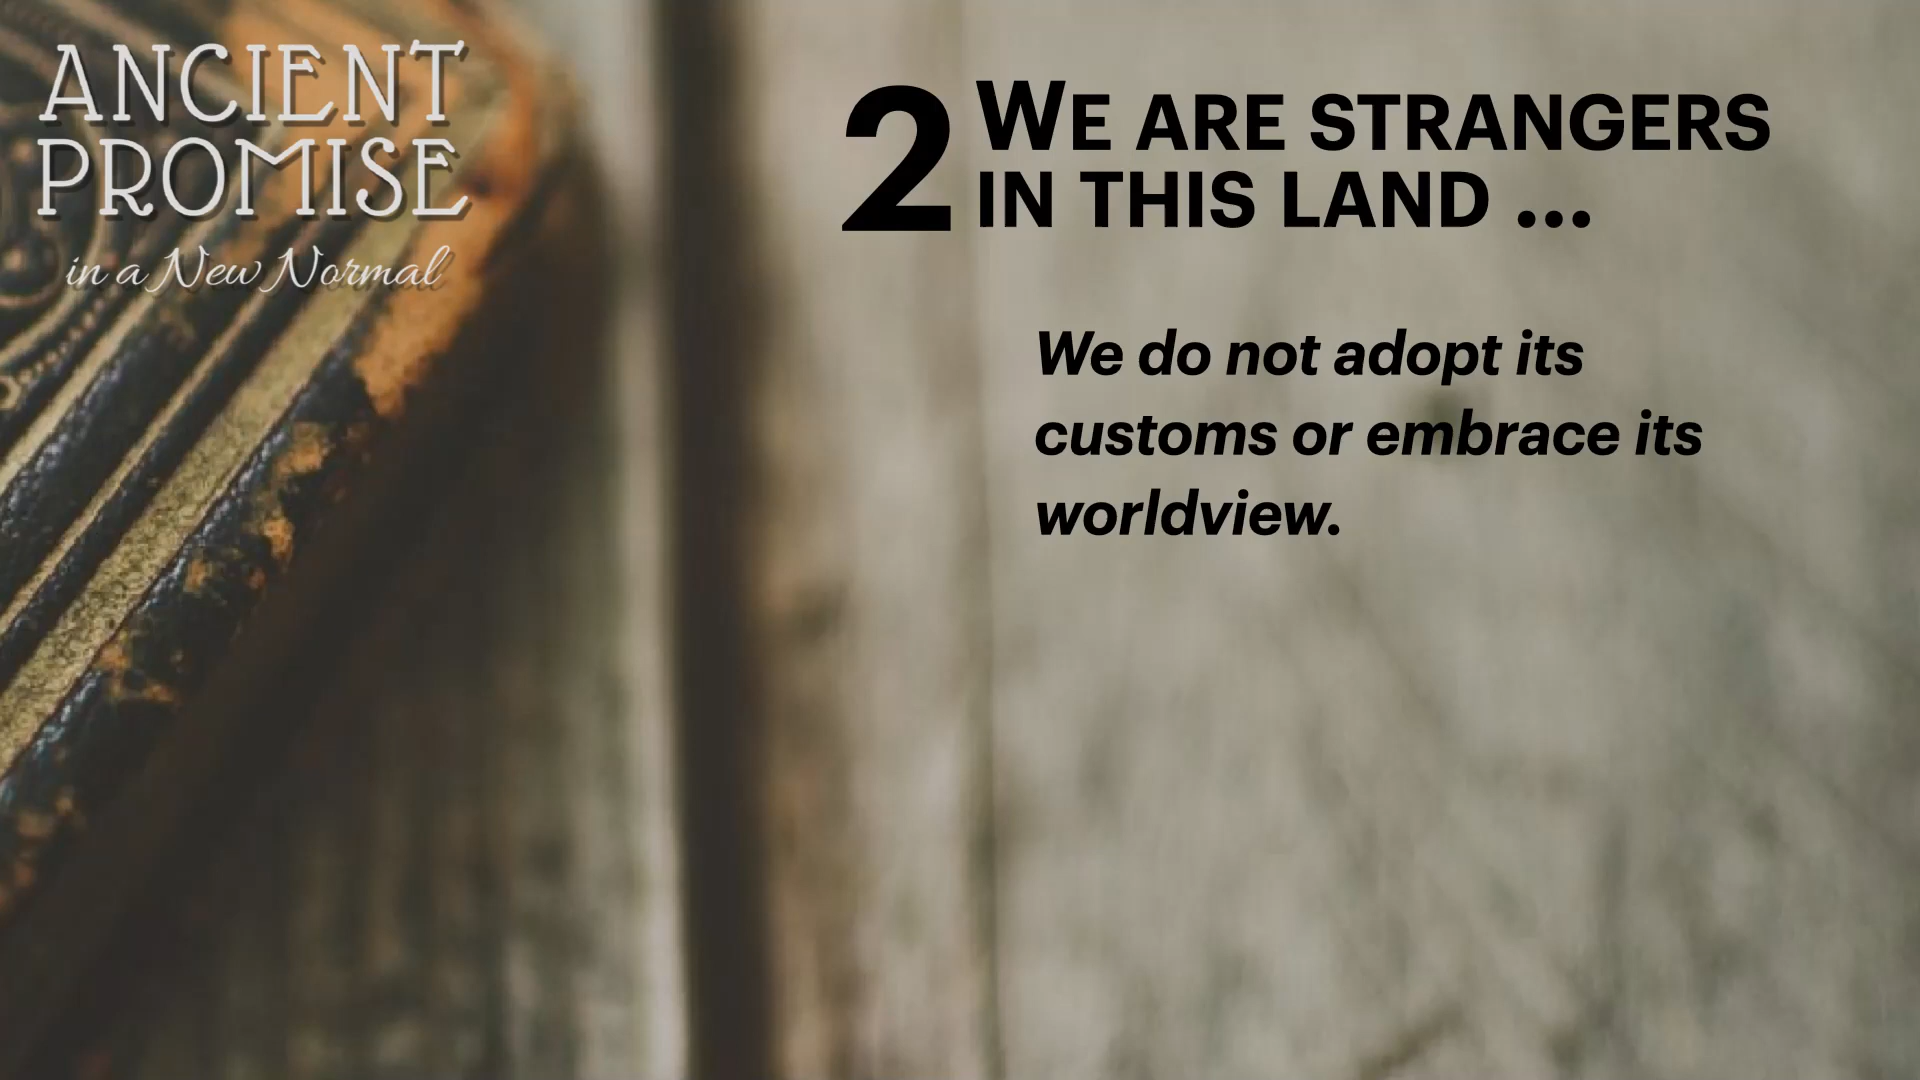 ANCIENT
PROMISE
in a New Normal
2 WE ARE STRANGERS
IN THIS LAND ...
We do not adopt its
customs or embrace its
worldview.